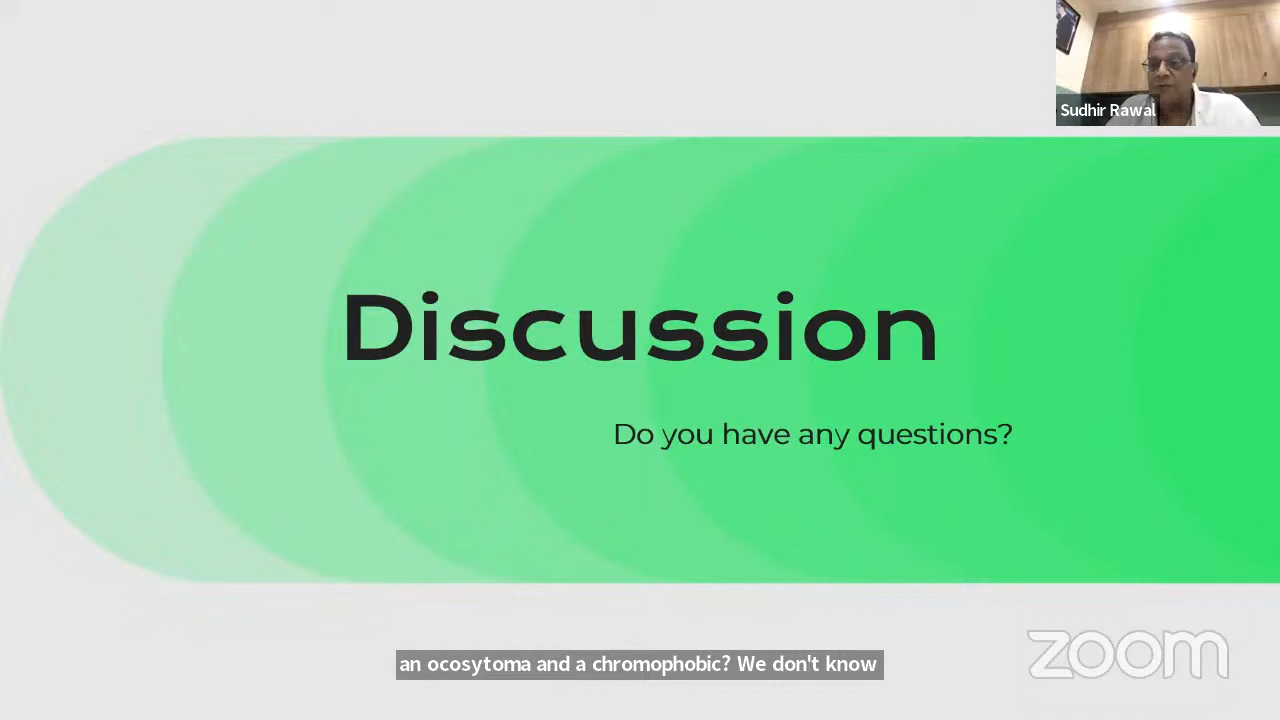 Sudhir Rawal
Discussion
Do you have any questions?
an ocosytoma and a chromophobic? We don't know
zoom